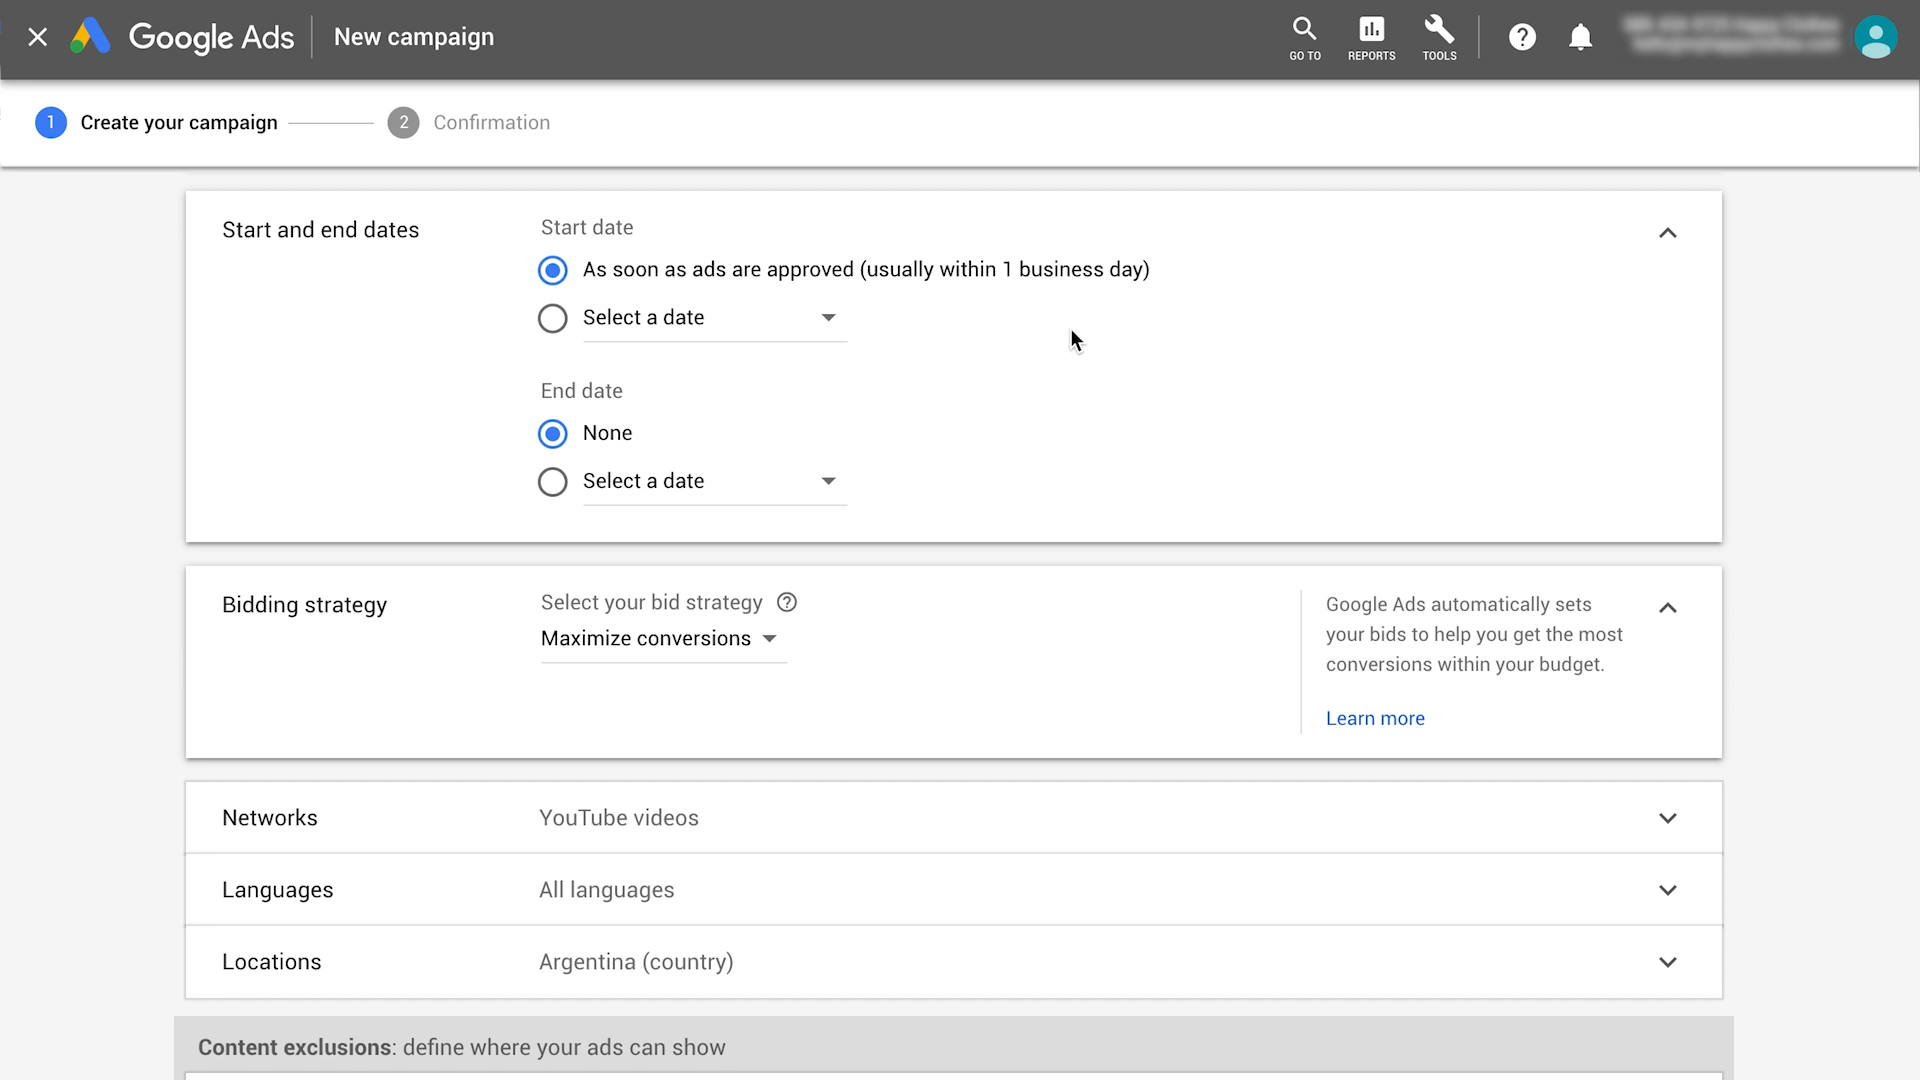 Google Ads
New campaign
GO TO
REPORTS
TOOLS
?
1 Create your campaign
2 Confirmation
Start and end dates
Start date
As soon as ads are approved (usually within 1 business day)
Select a date
End date
None
Select a date
Bidding strategy
Select your bid strategy ?
Maximize conversions
Google Ads automatically sets
your bids to help you get the most
conversions within your budget.
Learn more
Networks YouTube videos
Languages All languages
Locations Argentina (country)
Content exclusions: define where your ads can show